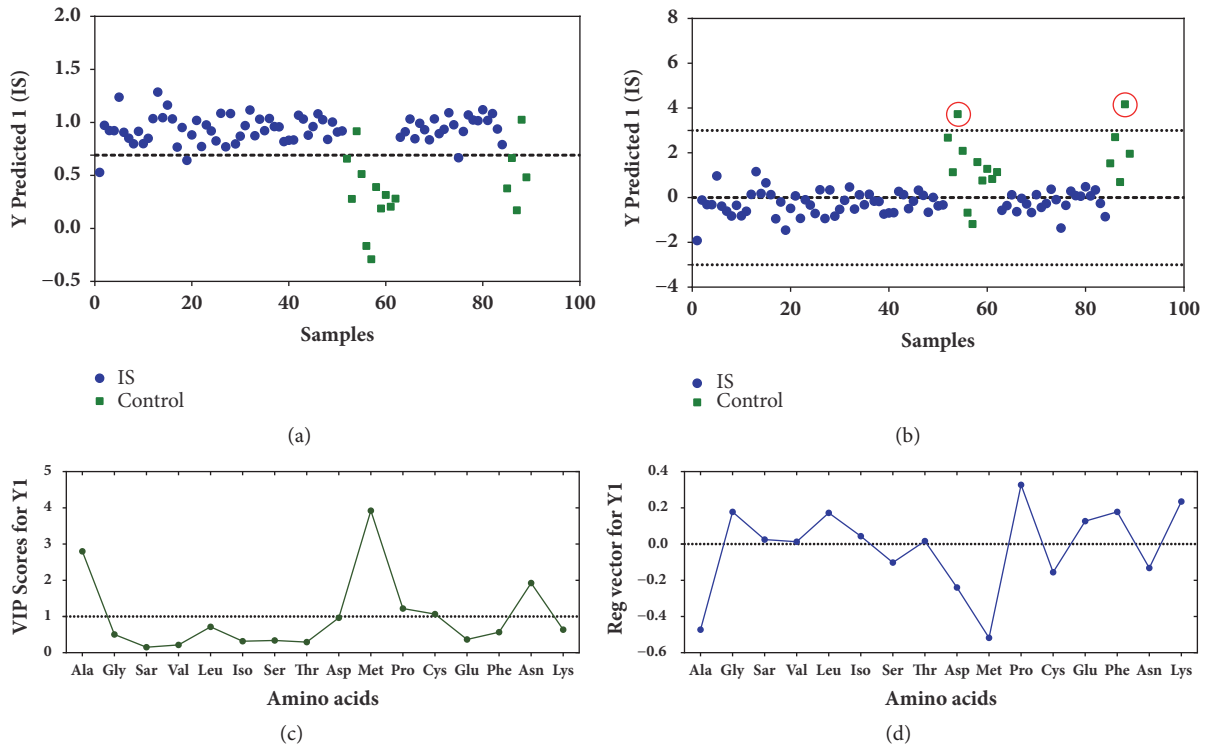 2.0
1.5
1.0
0.5
0.0
−0.5
Y Predicted 1 (IS)
0 20 40 60 80 100
Samples
IS
Control
(a)
8
6
4
2
0
−2
−4
Y Predicted 1 (IS)
0 20 40 60 80 100
Samples
IS
Control
(b)
5
4
3
2
1
0
VIP Scores for Y1
Ala Gly Sar Val Leu Iso Ser Thr Asp Met Pro Cys Glu Phe Asn Lys
Amino acids
(c)
0.4
0.2
0.0
−0.2
−0.4
−0.6
Reg vector for Y1
Ala Gly Sar Val Leu Iso Ser Thr Asp Met Pro Cys Glu Phe Asn Lys
Amino acids
(d)